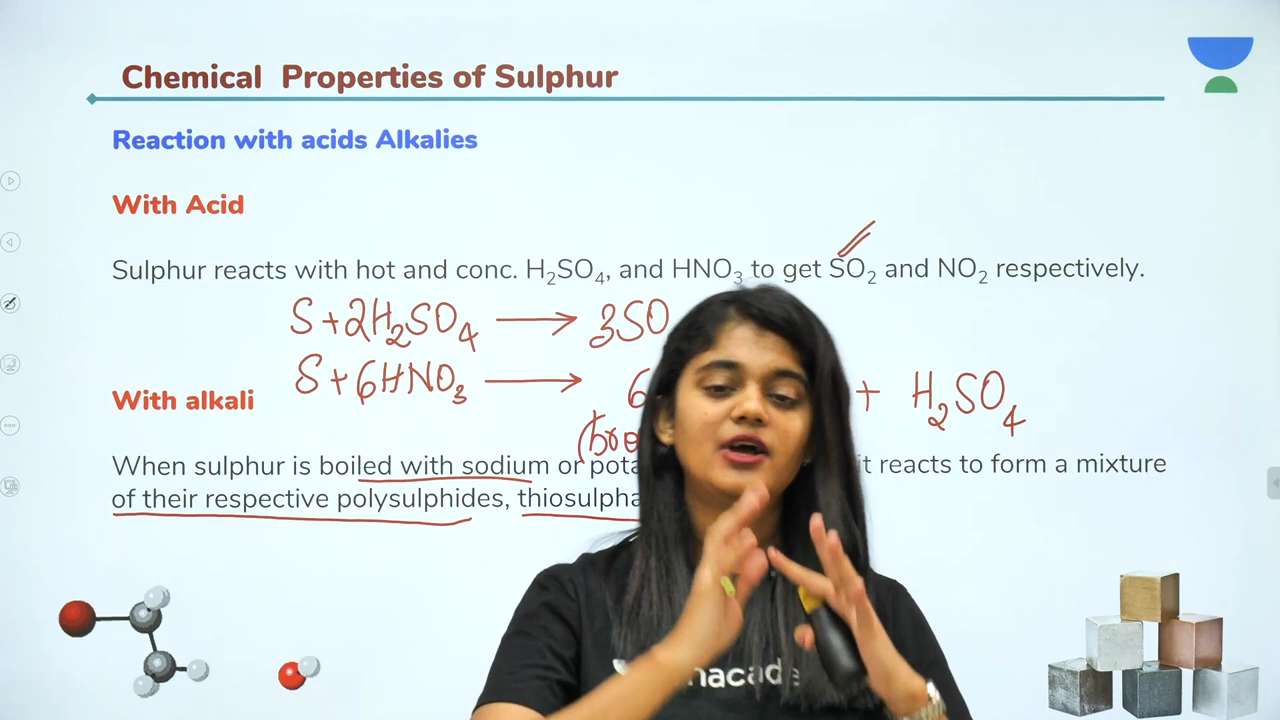 Chemical Properties of Sulphur
Reaction with acids Alkalies
With Acid
Sulphur reacts with hot and conc. H₂SO₄, and HNO₃ to get SO₂ and NO₂ respectively.
S + 2H₂SO₄ → 3SO
S + 6HNO₃ → 6 + H₂SO₄
With alkali
(bro
When sulphur is boiled with sodium or pota it reacts to form a mixture
of their respective polysulphides, thiosulpha
nacade